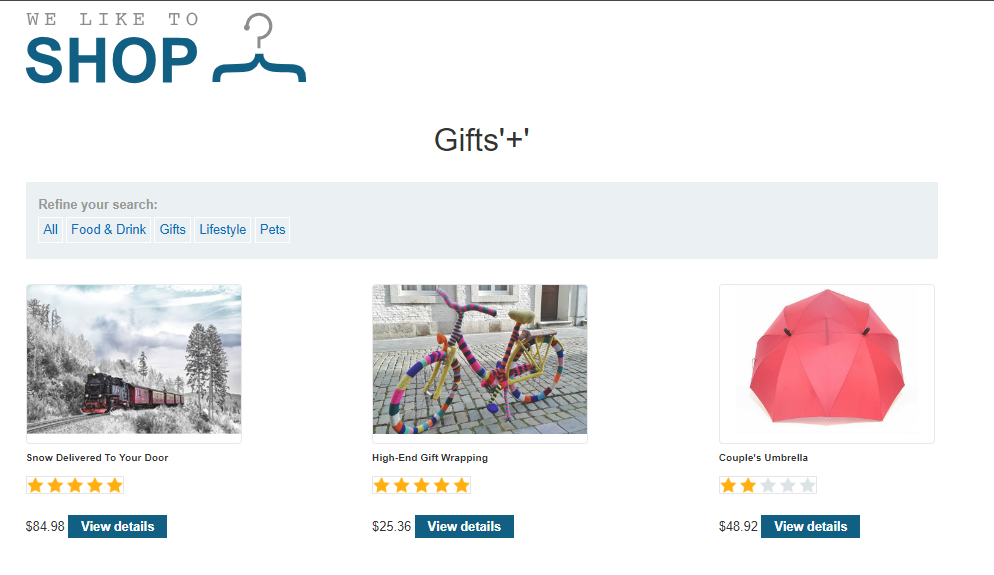 WE LIKE TO
SHOP
Gifts'+'
Refine your search:
All Food & Drink Gifts Lifestyle Pets
Snow Delivered To Your Door High-End Gift Wrapping Couple's Umbrella
$84.98 View details $25.36 View details $48.92 View details